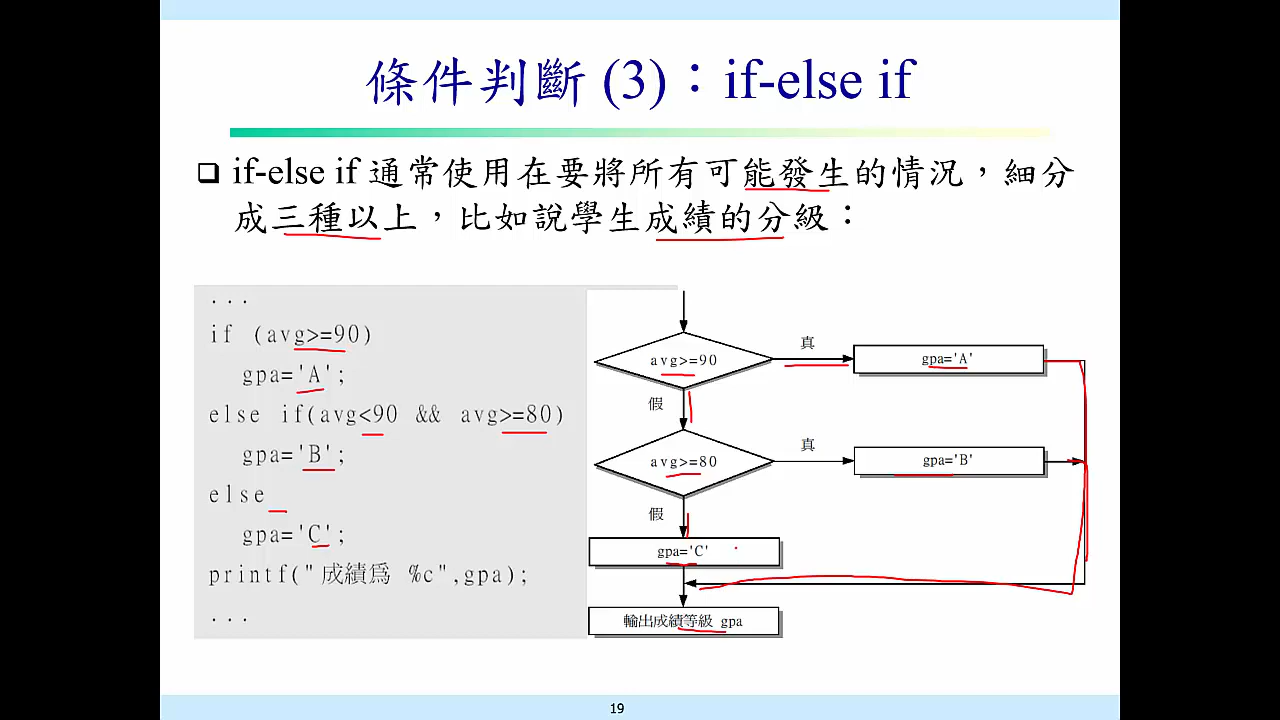 條件判斷 (3)：if-else if
❑ if-else if 通常使用在要將所有可能發生的情況，細分
成三種以上，比如說學生成績的分級：
...
if (avg>=90)
gpa='A';
else if(avg<90 && avg>=80)
gpa='B';
else
gpa='C';
printf("成績為 %c",gpa);
...
avg>=90
真
gpa='A'
假
avg>=80
真
gpa='B'
假
gpa='C'
輸出成績等級 gpa
19